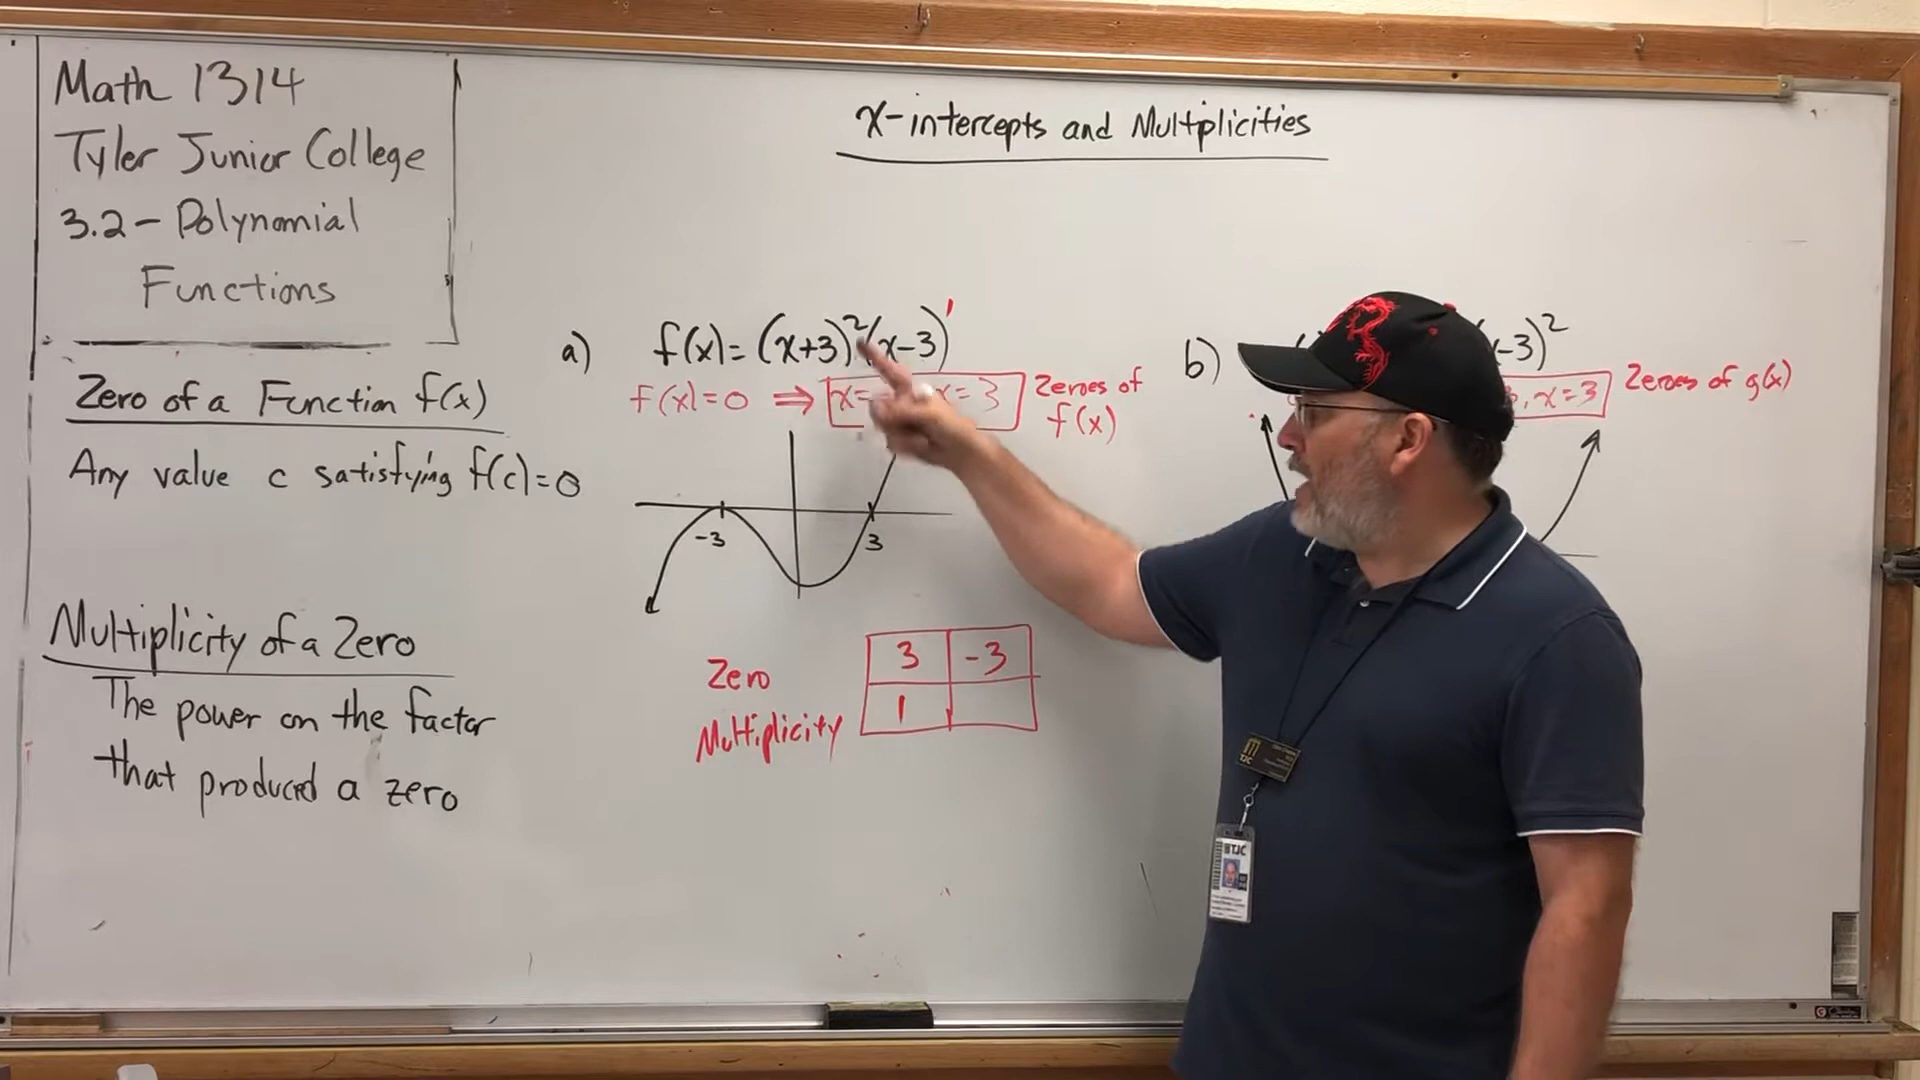 Math 1314
Tyler Junior College
3.2 - Polynomial
Functions
Zero of a Function f(x)
Any value c satisfying f(c)=0
Multiplicity of a Zero
The power on the factor
that produced a zero
x-intercepts and Multiplicities
a) f(x)= (x+3)²(x-3)¹
f(x)=0 ⇒ x= x=3 Zeroes of
f(x)
-3 3
Zero 3 -3
Multiplicity 1
b) -3)²
, x=3 Zeroes of g(x)
TJC
TJC